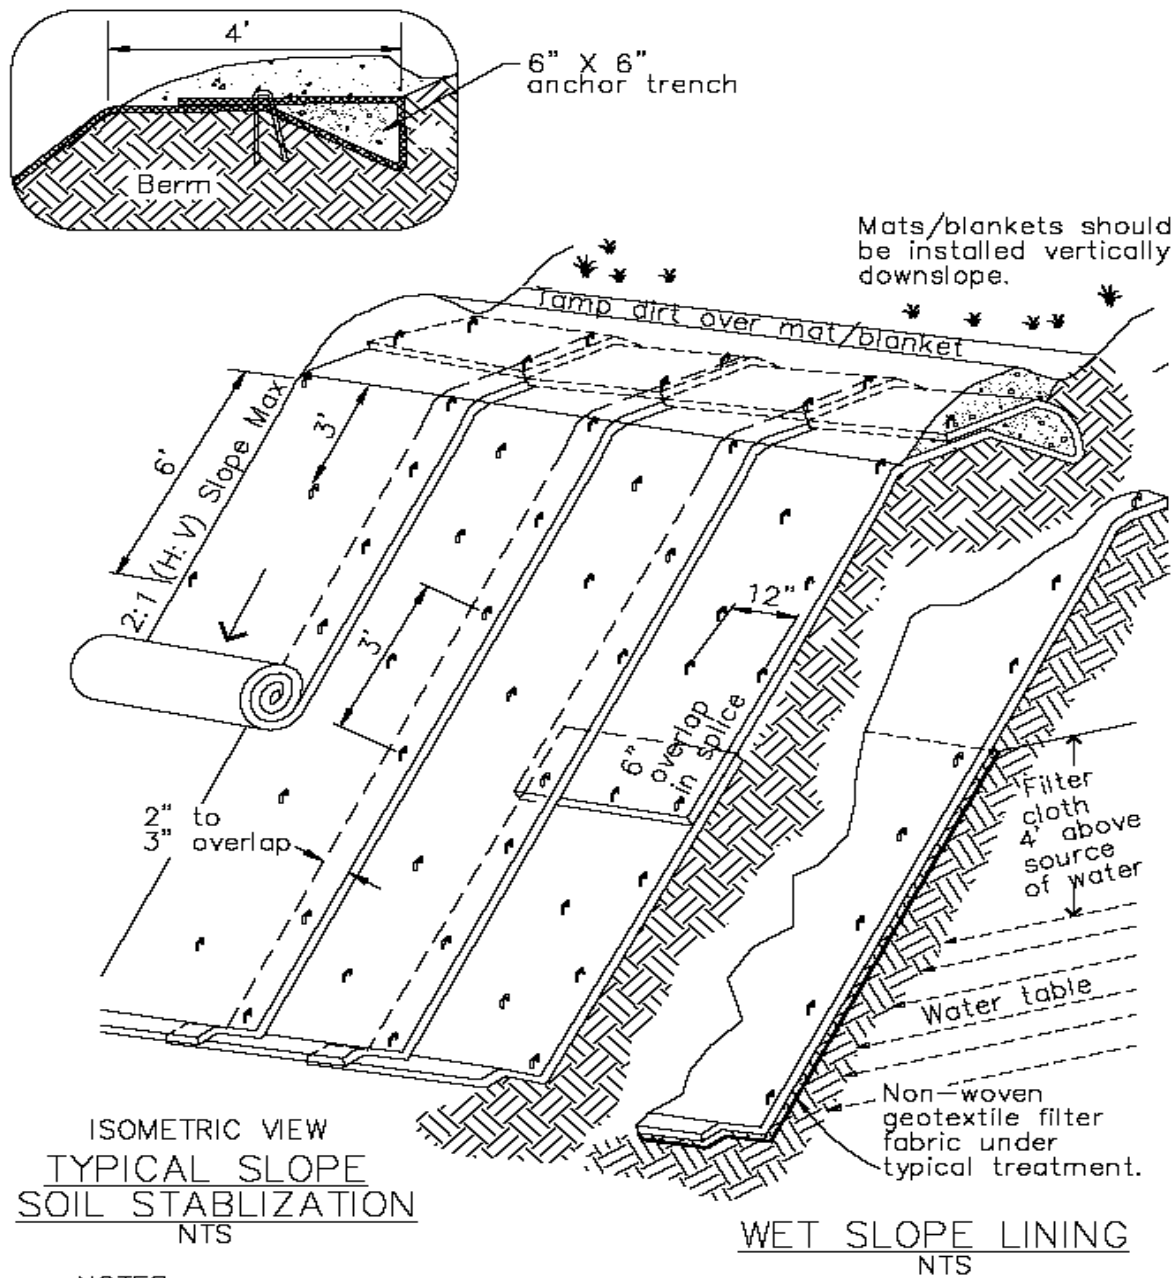 4'
6" X 6"
anchor trench
Berm
Mats/blankets should
be installed vertically
downslope.
Tamp dirt over mat/blanket
2:1 (H: V) Slope Max
6'
3'
3'
12"
6"
overlap
in splice
2" to
3" overlap
Filter
cloth
4' above
source
of water
Water table
Non-woven
geotextile filter
fabric under
typical treatment.
ISOMETRIC VIEW
TYPICAL SLOPE
SOIL STABLIZATION
NTS
WET SLOPE LINING
NTS